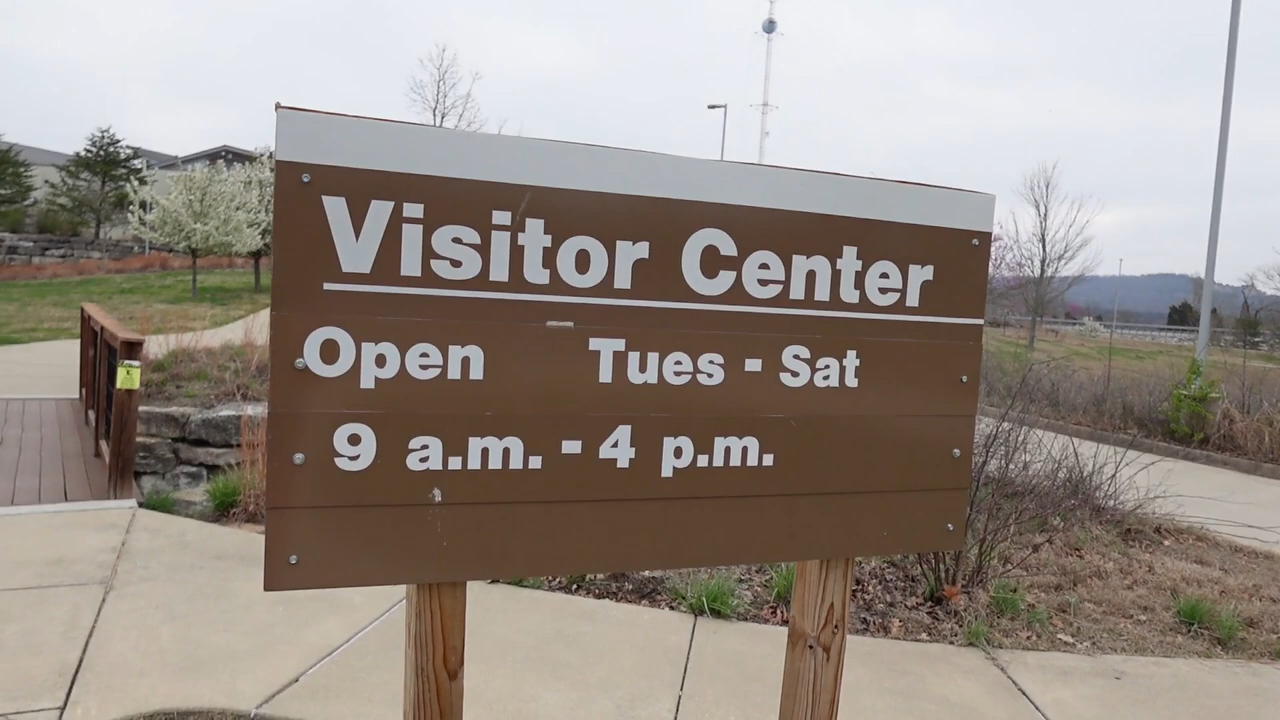 Visitor Center
Open Tues - Sat
9 a.m. - 4 p.m.